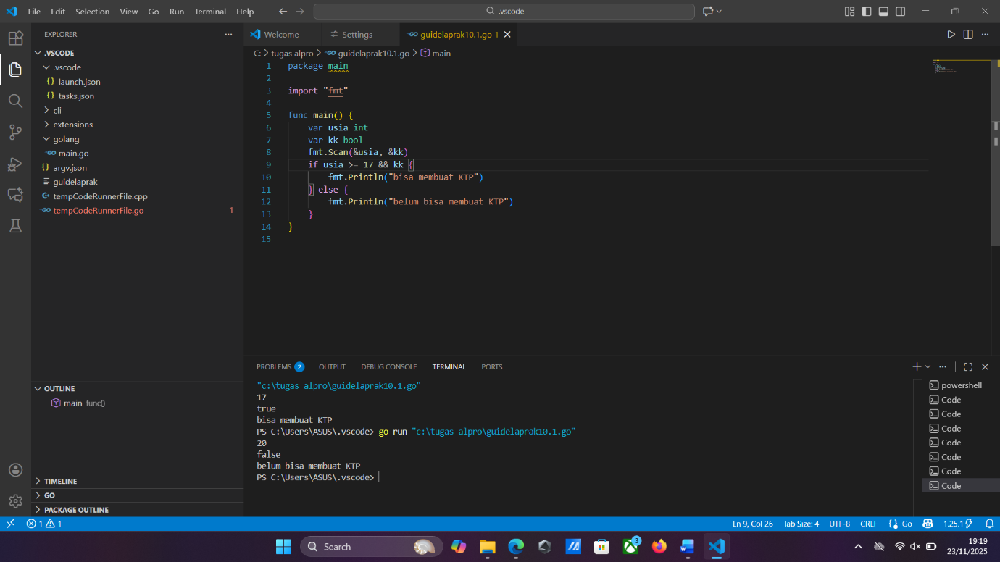 File Edit Selection View Go Run Terminal Help
.vscode
EXPLORER
.VSCODE
.vscode
launch.json
tasks.json
cli
extensions
golang
main.go
argv.json
guidelaprak
tempCodeRunnerFile.cpp
tempCodeRunnerFile.go 1
OUTLINE
main func()
TIMELINE
GO
PACKAGE OUTLINE
Welcome Settings guidelaprak10.1.go 1
C: > tugas alpro > guidelaprak10.1.go > main
1 package main
2
3 import "fmt"
4
5 func main() {
6 var usia int
7 var kk bool
8 fmt.Scan(&usia, &kk)
9 if usia >= 17 && kk {
10 fmt.Println("bisa membuat KTP")
11 } else {
12 fmt.Println("belum bisa membuat KTP")
13 }
14 }
15
PROBLEMS 2 OUTPUT DEBUG CONSOLE TERMINAL PORTS
"c:\tugas alpro\guidelaprak10.1.go"
17
true
bisa membuat KTP
PS C:\Users\ASUS\.vscode> go run "c:\tugas alpro\guidelaprak10.1.go"
20
false
belum bisa membuat KTP
PS C:\Users\ASUS\.vscode>
powershell
Code
Code
Code
Code
Code
Code
Code
1 1 Ln 9, Col 26 Tab Size: 4 UTF-8 CRLF Go 1.25.1
Search 3 19:19
23/11/2025